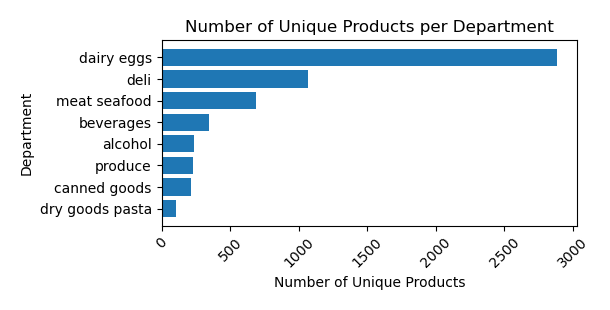 Number of Unique Products per Department
Department
dairy eggs
deli
meat seafood
beverages
alcohol
produce
canned goods
dry goods pasta
0 500 1000 1500 2000 2500 3000
Number of Unique Products